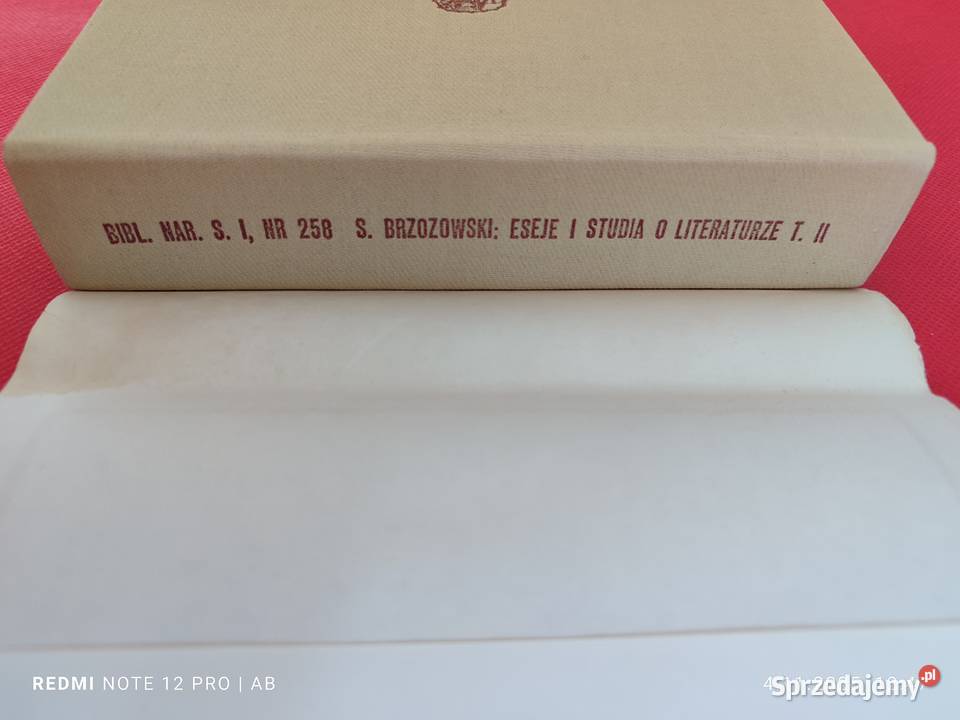 BIBL. NAR. S. I, NR 258 S. BRZOZOWSKI: ESEJE I STUDIA O LITERATURZE T. II
REDMI NOTE 12 PRO | AB
Sprzedajemy.pl